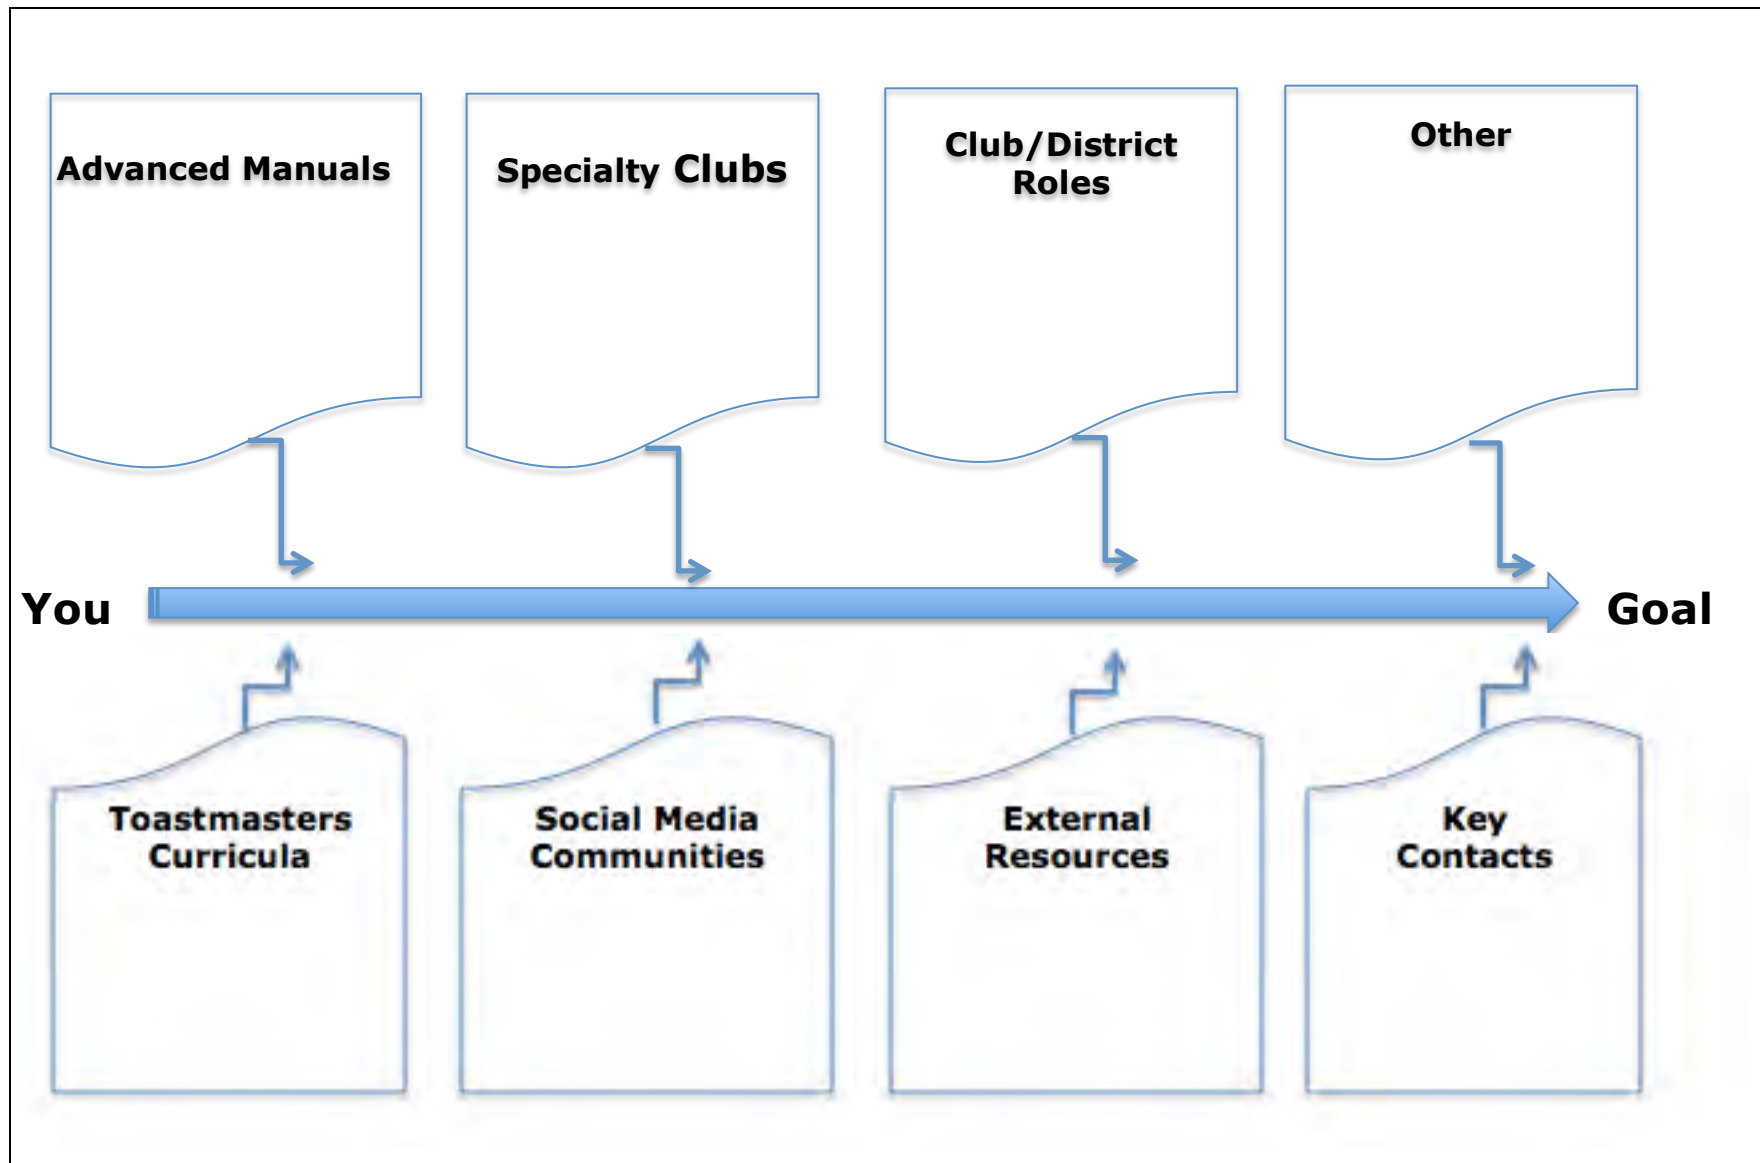 Advanced Manuals
Specialty Clubs
Club/District
Roles
Other
You
Goal
Toastmasters
Curricula
Social Media
Communities
External
Resources
Key
Contacts